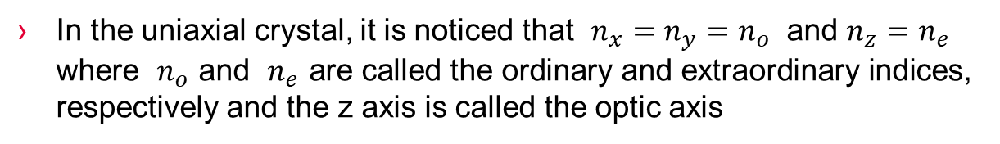 › In the uniaxial crystal, it is noticed that nₓ = n_y = nₒ and n_z = nₑ
where nₒ and nₑ are called the ordinary and extraordinary indices,
respectively and the z axis is called the optic axis